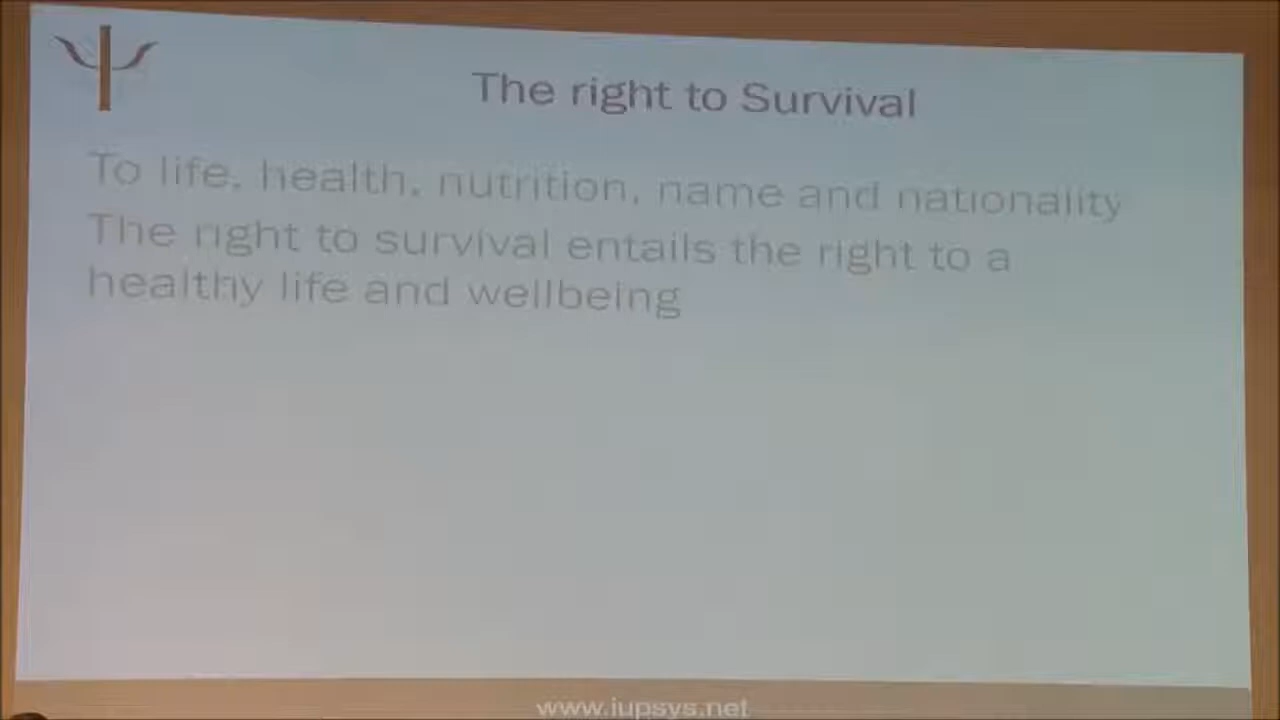 The right to Survival
To life, health, nutrition, name and nationality
The right to survival entails the right to a
healthy life and wellbeing
www.iupsys.net